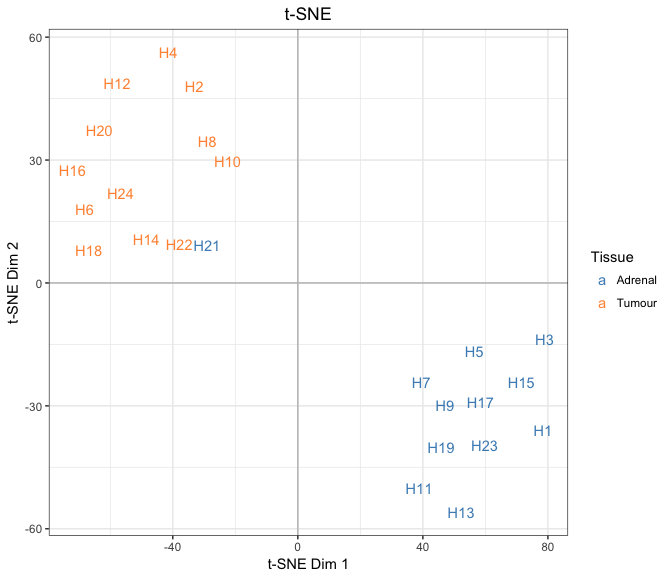 t-SNE
60
H4
H12
H2
H20
H8
30
H10
H16
H24
H6
H14
H22
H21
H18
Tissue
t-SNE Dim 2
a Adrenal
0
a Tumour
H3
H5
H7
H15
-30
H9
H17
H1
H19
H23
H11
H13
-60
-40
0
40
80
t-SNE Dim 1